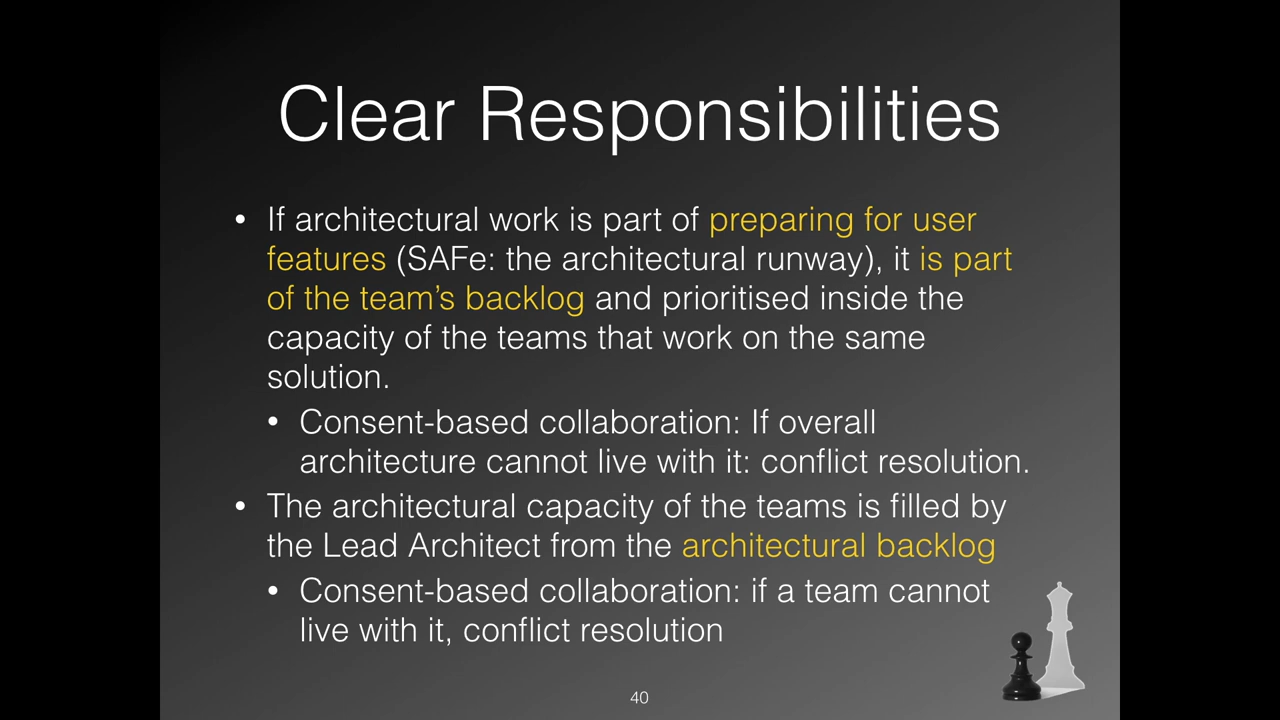 Clear Responsibilities
• If architectural work is part of preparing for user
features (SAFe: the architectural runway), it is part
of the team’s backlog and prioritised inside the
capacity of the teams that work on the same
solution.
• Consent-based collaboration: If overall
architecture cannot live with it: conflict resolution.
• The architectural capacity of the teams is filled by
the Lead Architect from the architectural backlog
• Consent-based collaboration: if a team cannot
live with it, conflict resolution
40